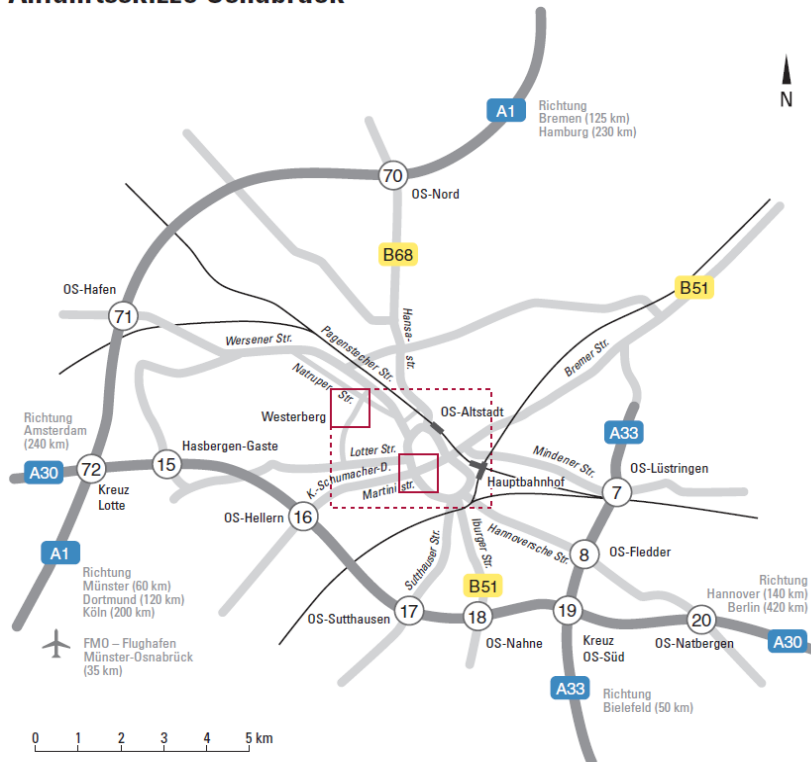 Anfahrtsskizze Osnabrück
N
A1
Richtung
Bremen (125 km)
Hamburg (230 km)
70
OS-Nord
B68
B51
OS-Hafen
71
Wersener Str.
Pagenstecher Str.
Hansa- str.
Natruper Str.
Bremer Str.
Westerberg
OS-Altstadt
Richtung
Amsterdam
(240 km)
A33
Hasbergen-Gaste
Lotter Str.
Mindener Str.
OS-Lüstringen
A30
72
15
K.-Schumacher-D.
Hauptbahnhof
7
Kreuz
Lotte
Martinistr.
16
OS-Hellern
Hannoversche Str.
A1
Sutthauser Str.
Iburger Str.
8
OS-Fledder
Richtung
Münster (60 km)
Dortmund (120 km)
Köln (200 km)
B51
Richtung
Hannover (140 km)
Berlin (420 km)
17
18
19
20
OS-Sutthausen
OS-Nahne
Kreuz
OS-Süd
OS-Natbergen
A30
FMO – Flughafen
Münster-Osnabrück
(35 km)
A33
Richtung
Bielefeld (50 km)
0 1 2 3 4 5 km